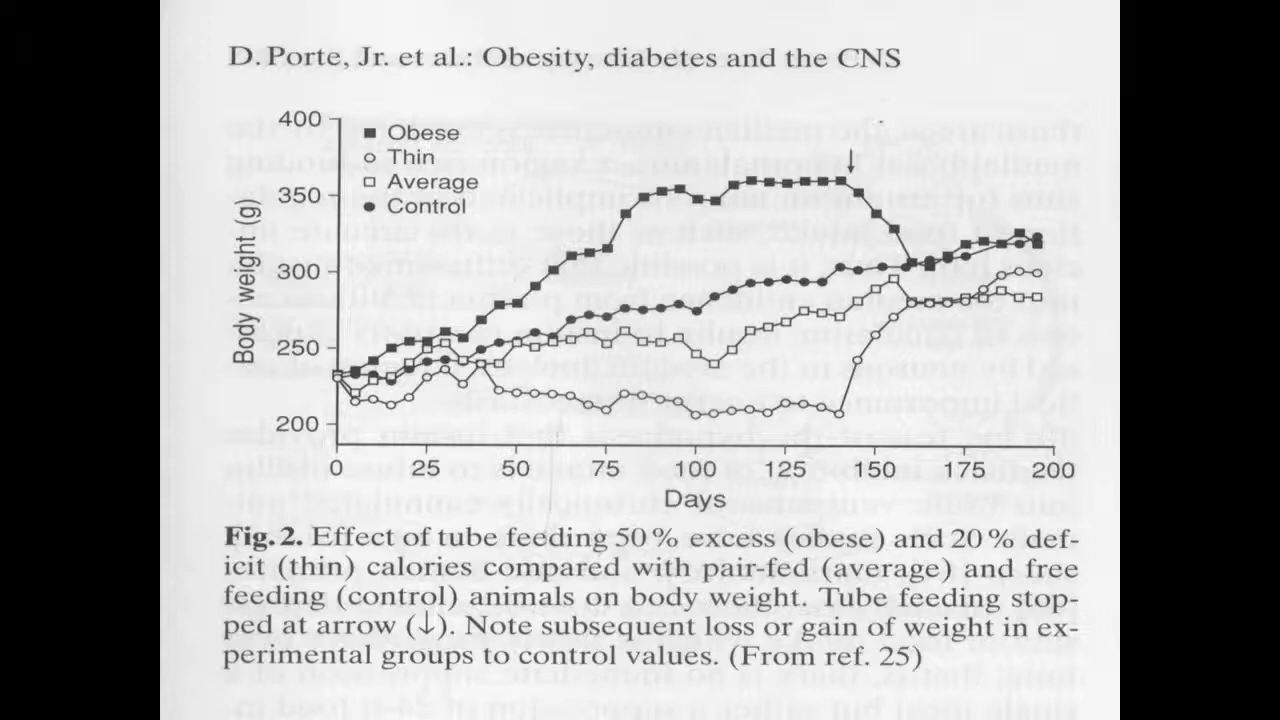 D. Porte, Jr. et al.: Obesity, diabetes and the CNS
400
350
300
250
200
Body weight (g)
Obese
Thin
Average
Control
0 25 50 75 100 125 150 175 200
Days
Fig. 2. Effect of tube feeding 50 % excess (obese) and 20 % def-
icit (thin) calories compared with pair-fed (average) and free
feeding (control) animals on body weight. Tube feeding stop-
ped at arrow (↓). Note subsequent loss or gain of weight in ex-
perimental groups to control values. (From ref. 25)